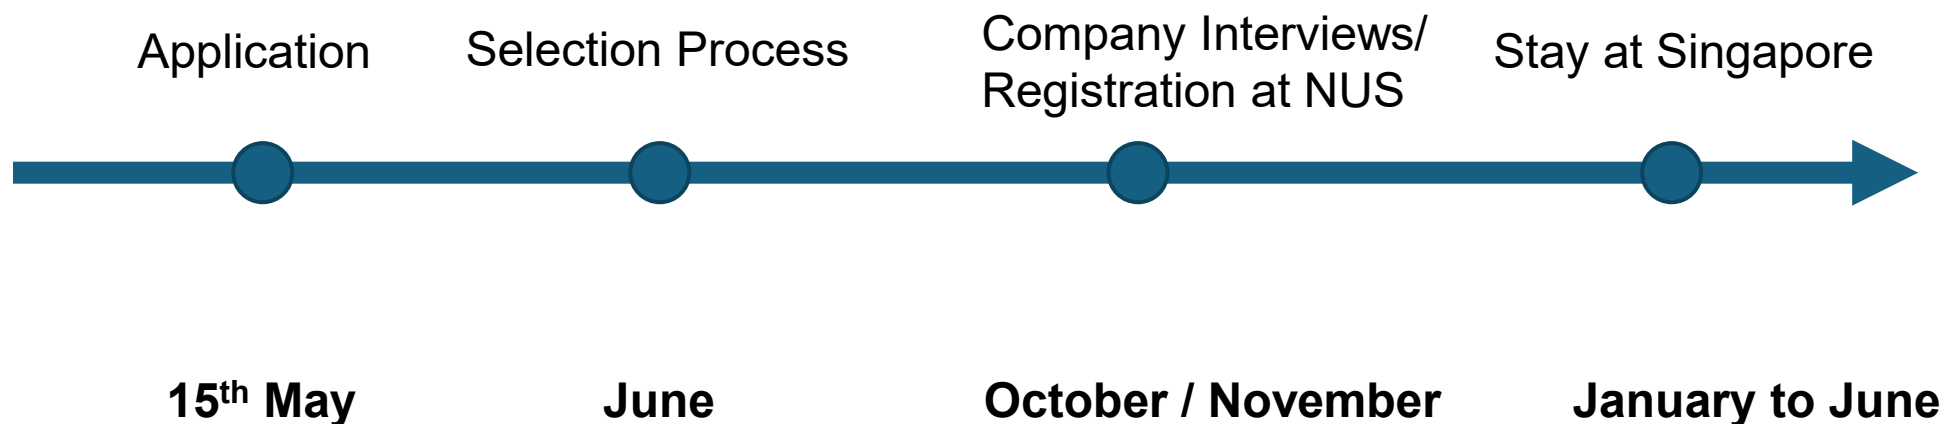 Application
Selection Process
Company Interviews/
Registration at NUS
Stay at Singapore
15th May
June
October / November
January to June